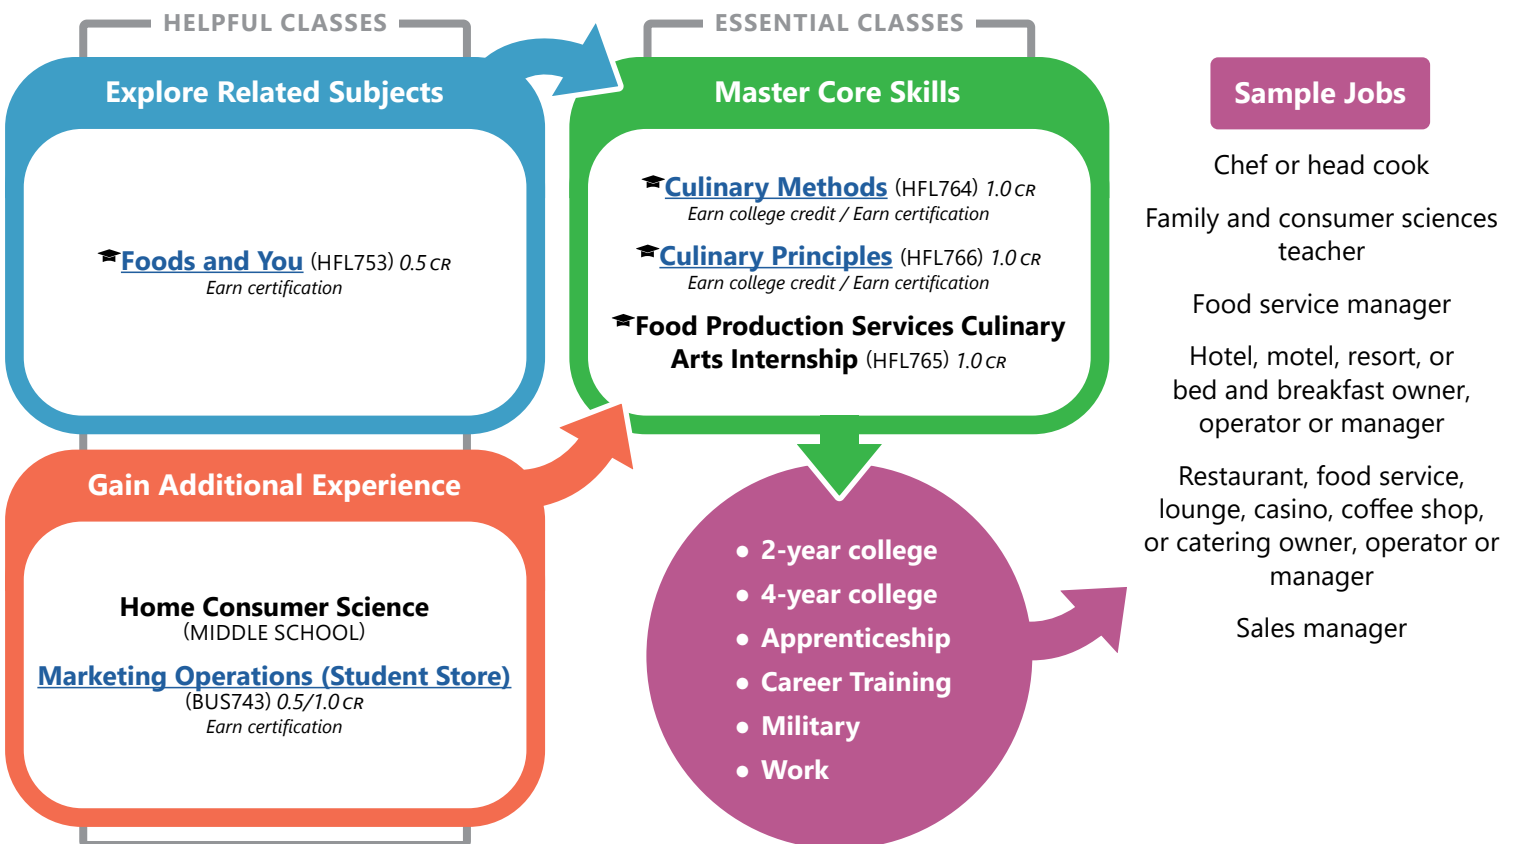 HELPFUL CLASSES
Explore Related Subjects
Foods and You (HFL753) 0.5 CR
Earn certification
Gain Additional Experience
Home Consumer Science
(MIDDLE SCHOOL)
Marketing Operations (Student Store)
(BUS743) 0.5/1.0 CR
Earn certification
ESSENTIAL CLASSES
Master Core Skills
Culinary Methods (HFL764) 1.0 CR
Earn college credit / Earn certification
Culinary Principles (HFL766) 1.0 CR
Earn college credit / Earn certification
Food Production Services Culinary
Arts Internship (HFL765) 1.0 CR
• 2-year college
• 4-year college
• Apprenticeship
• Career Training
• Military
• Work
Sample Jobs
Chef or head cook
Family and consumer sciences
teacher
Food service manager
Hotel, motel, resort, or
bed and breakfast owner,
operator or manager
Restaurant, food service,
lounge, casino, coffee shop,
or catering owner, operator or
manager
Sales manager